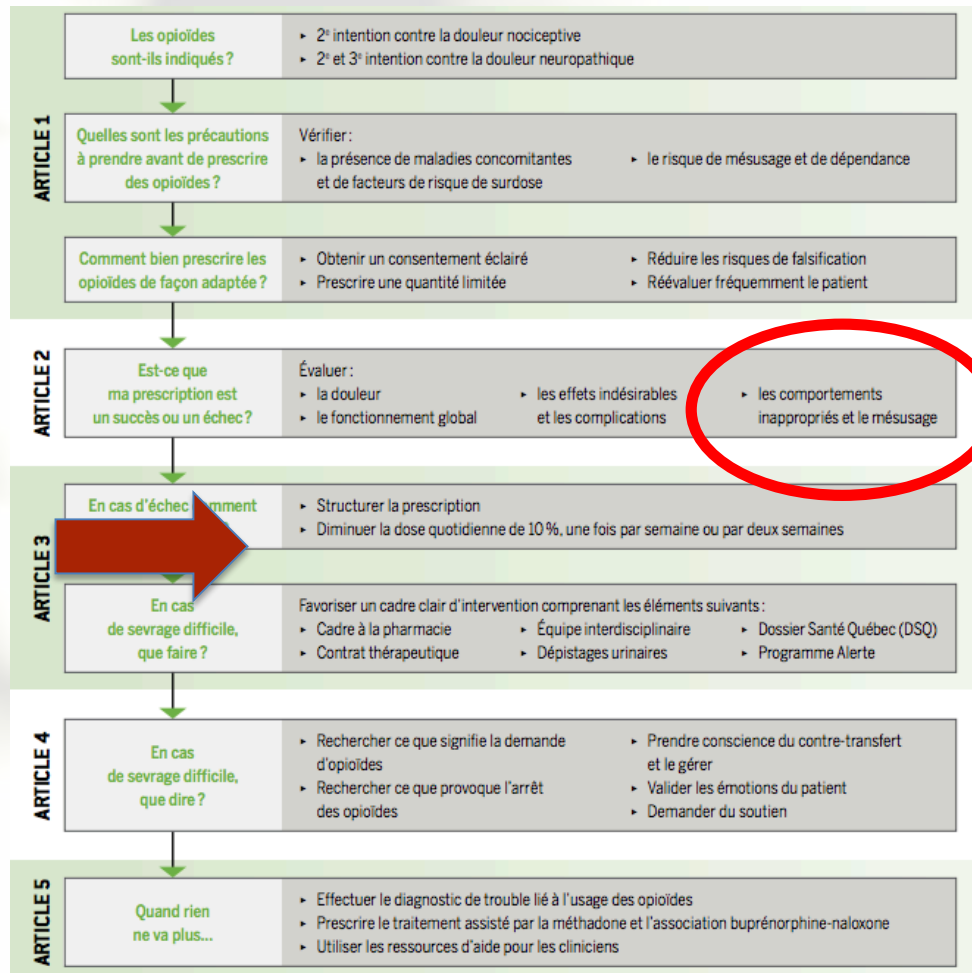 ARTICLE 1
Les opioïdes
sont-ils indiqués ?
▸ 2e intention contre la douleur nociceptive
▸ 2e et 3e intention contre la douleur neuropathique
Quelles sont les précautions
à prendre avant de prescrire
des opioïdes ?
Vérifier :
▸ la présence de maladies concomitantes
et de facteurs de risque de surdose
▸ le risque de mésusage et de dépendance
Comment bien prescrire les
opioïdes de façon adaptée ?
▸ Obtenir un consentement éclairé
▸ Prescrire une quantité limitée
▸ Réduire les risques de falsification
▸ Réévaluer fréquemment le patient
ARTICLE 2
Est-ce que
ma prescription est
un succès ou un échec ?
Évaluer :
▸ la douleur
▸ le fonctionnement global
▸ les effets indésirables
et les complications
▸ les comportements
inappropriés et le mésusage
ARTICLE 3
En cas d'échec
▸ Structurer la prescription
▸ Diminuer la dose quotidienne de 10 %, une fois par semaine ou par deux semaines
En cas
de sevrage difficile,
que faire ?
Favoriser un cadre clair d'intervention comprenant les éléments suivants :
▸ Cadre à la pharmacie
▸ Contrat thérapeutique
▸ Équipe interdisciplinaire
▸ Dépistages urinaires
▸ Dossier Santé Québec (DSQ)
▸ Programme Alerte
ARTICLE 4
En cas
de sevrage difficile,
que dire ?
▸ Rechercher ce que signifie la demande
d'opioïdes
▸ Rechercher ce que provoque l'arrêt
des opioïdes
▸ Prendre conscience du contre-transfert
et le gérer
▸ Valider les émotions du patient
▸ Demander du soutien
ARTICLE 5
Quand rien
ne va plus...
▸ Effectuer le diagnostic de trouble lié à l'usage des opioïdes
▸ Prescrire le traitement assisté par la méthadone et l'association buprénorphine-naloxone
▸ Utiliser les ressources d'aide pour les cliniciens